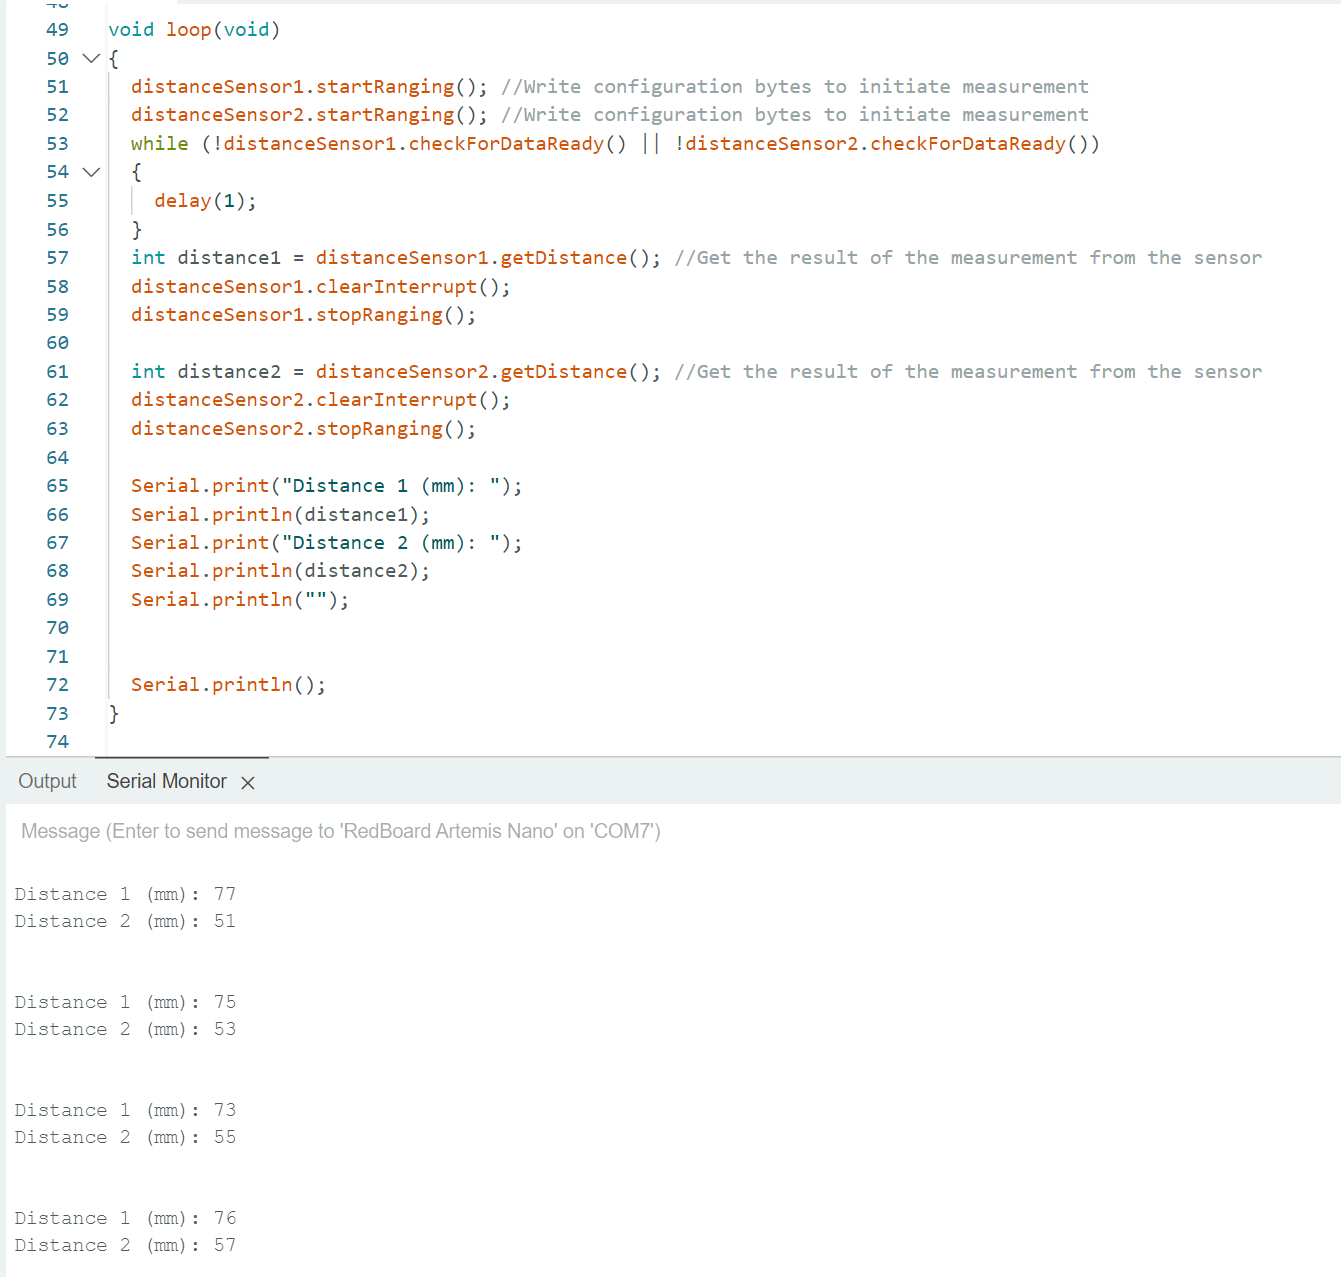 49 void loop(void)
50 {
51 distanceSensor1.startRanging(); //Write configuration bytes to initiate measurement
52 distanceSensor2.startRanging(); //Write configuration bytes to initiate measurement
53 while (!distanceSensor1.checkForDataReady() || !distanceSensor2.checkForDataReady())
54 {
55 delay(1);
56 }
57 int distance1 = distanceSensor1.getDistance(); //Get the result of the measurement from the sensor
58 distanceSensor1.clearInterrupt();
59 distanceSensor1.stopRanging();
60
61 int distance2 = distanceSensor2.getDistance(); //Get the result of the measurement from the sensor
62 distanceSensor2.clearInterrupt();
63 distanceSensor2.stopRanging();
64
65 Serial.print("Distance 1 (mm): ");
66 Serial.println(distance1);
67 Serial.print("Distance 2 (mm): ");
68 Serial.println(distance2);
69 Serial.println("");
70
71
72 Serial.println();
73 }
74
Output Serial Monitor
Message (Enter to send message to 'RedBoard Artemis Nano' on 'COM7')
Distance 1 (mm): 77
Distance 2 (mm): 51
Distance 1 (mm): 75
Distance 2 (mm): 53
Distance 1 (mm): 73
Distance 2 (mm): 55
Distance 1 (mm): 76
Distance 2 (mm): 57